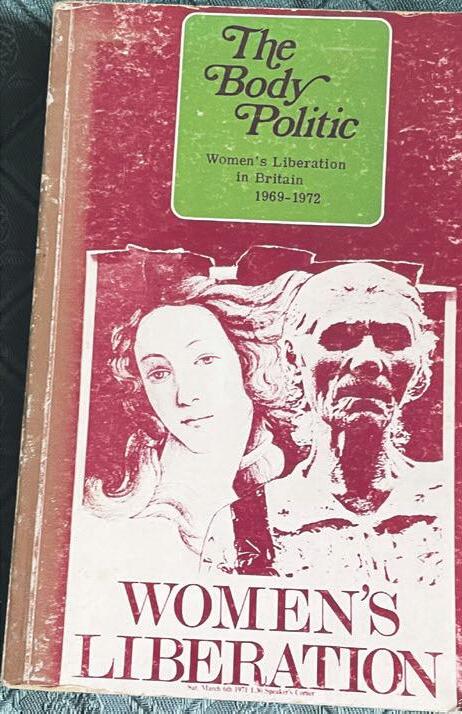 The
Body
Politic
Women's Liberation
in Britain
1969-1972
WOMEN'S
LIBERATION
Sat. March 6th 1971 1.30 Speaker's Corner